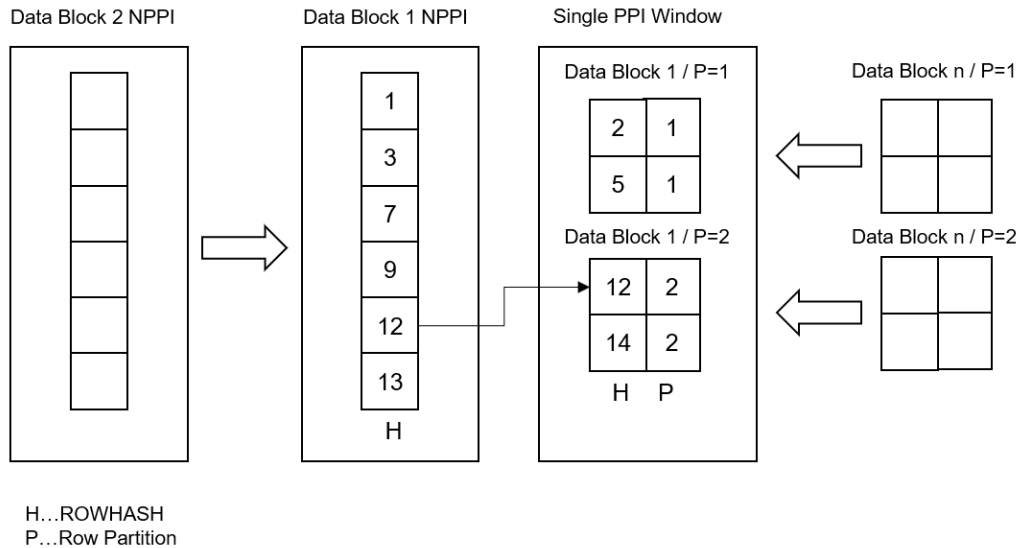 Data Block 2 NPPI
Data Block 1 NPPI
1
3
7
9
12
13
H
Single PPI Window
Data Block 1 / P=1
2 1
5 1
Data Block 1 / P=2
12 2
14 2
H P
Data Block n / P=1
Data Block n / P=2
H…ROWHASH
P…Row Partition